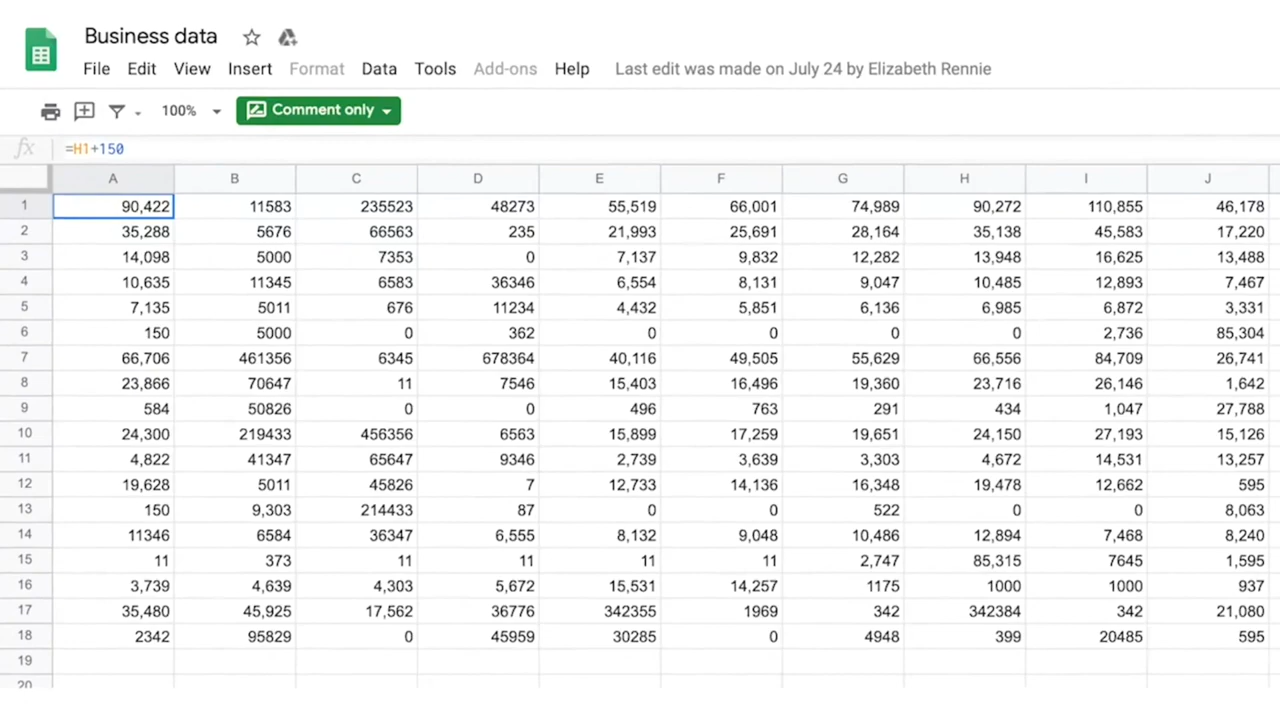 Business data
File Edit View Insert Format Data Tools Add-ons Help Last edit was made on July 24 by Elizabeth Rennie
100% Comment only
fx =H1+150
A B C D E F G H I J
1 90,422 11583 235523 48273 55,519 66,001 74,989 90,272 110,855 46,178
2 35,288 5676 66563 235 21,993 25,691 28,164 35,138 45,583 17,220
3 14,098 5000 7353 0 7,137 9,832 12,282 13,948 16,625 13,488
4 10,635 11345 6583 36346 6,554 8,131 9,047 10,485 12,893 7,467
5 7,135 5011 676 11234 4,432 5,851 6,136 6,985 6,872 3,331
6 150 5000 0 362 0 0 0 0 2,736 85,304
7 66,706 461356 6345 678364 40,116 49,505 55,629 66,556 84,709 26,741
8 23,866 70647 11 7546 15,403 16,496 19,360 23,716 26,146 1,642
9 584 50826 0 0 496 763 291 434 1,047 27,788
10 24,300 219433 456356 6563 15,899 17,259 19,651 24,150 27,193 15,126
11 4,822 41347 65647 9346 2,739 3,639 3,303 4,672 14,531 13,257
12 19,628 5011 45826 7 12,733 14,136 16,348 19,478 12,662 595
13 150 9,303 214433 87 0 0 522 0 0 8,063
14 11346 6584 36347 6,555 8,132 9,048 10,486 12,894 7,468 8,240
15 11 373 11 11 11 11 2,747 85,315 7645 1,595
16 3,739 4,639 4,303 5,672 15,531 14,257 1175 1000 1000 937
17 35,480 45,925 17,562 36776 342355 1969 342 342384 342 21,080
18 2342 95829 0 45959 30285 0 4948 399 20485 595
19
20